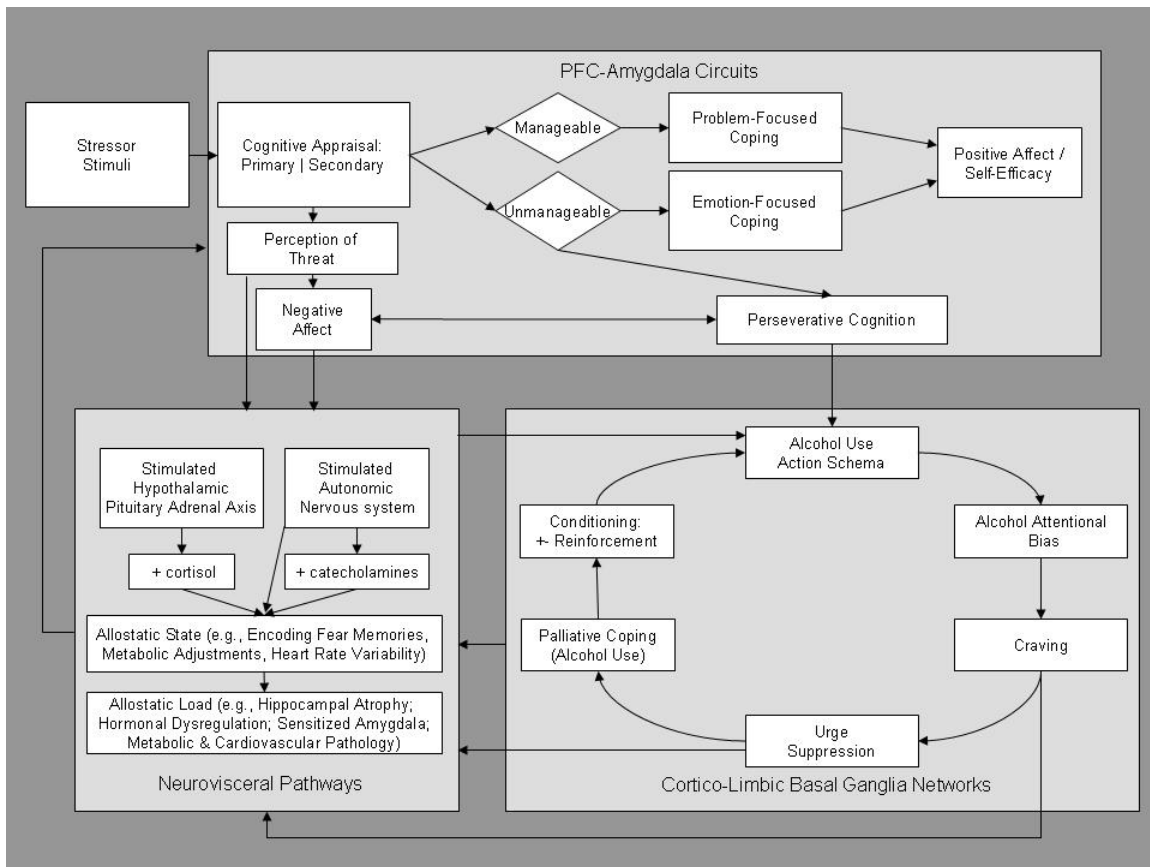 PFC-Amygdala Circuits
Stressor
Stimuli
Cognitive Appraisal:
Primary | Secondary
Manageable
Problem-Focused
Coping
Positive Affect /
Self-Efficacy
Unmanageable
Emotion-Focused
Coping
Perception of
Threat
Negative
Affect
Perseverative Cognition
Stimulated
Hypothalamic
Pituitary Adrenal Axis
Stimulated
Autonomic
Nervous system
+ cortisol
+ catecholamines
Allostatic State (e.g., Encoding Fear Memories,
Metabolic Adjustments, Heart Rate Variability)
Allostatic Load (e.g., Hippocampal Atrophy;
Hormonal Dysregulation; Sensitized Amygdala;
Metabolic & Cardiovascular Pathology)
Neurovisceral Pathways
Alcohol Use
Action Schema
Conditioning:
+- Reinforcement
Alcohol Attentional
Bias
Palliative Coping
(Alcohol Use)
Craving
Urge
Suppression
Cortico-Limbic Basal Ganglia Networks